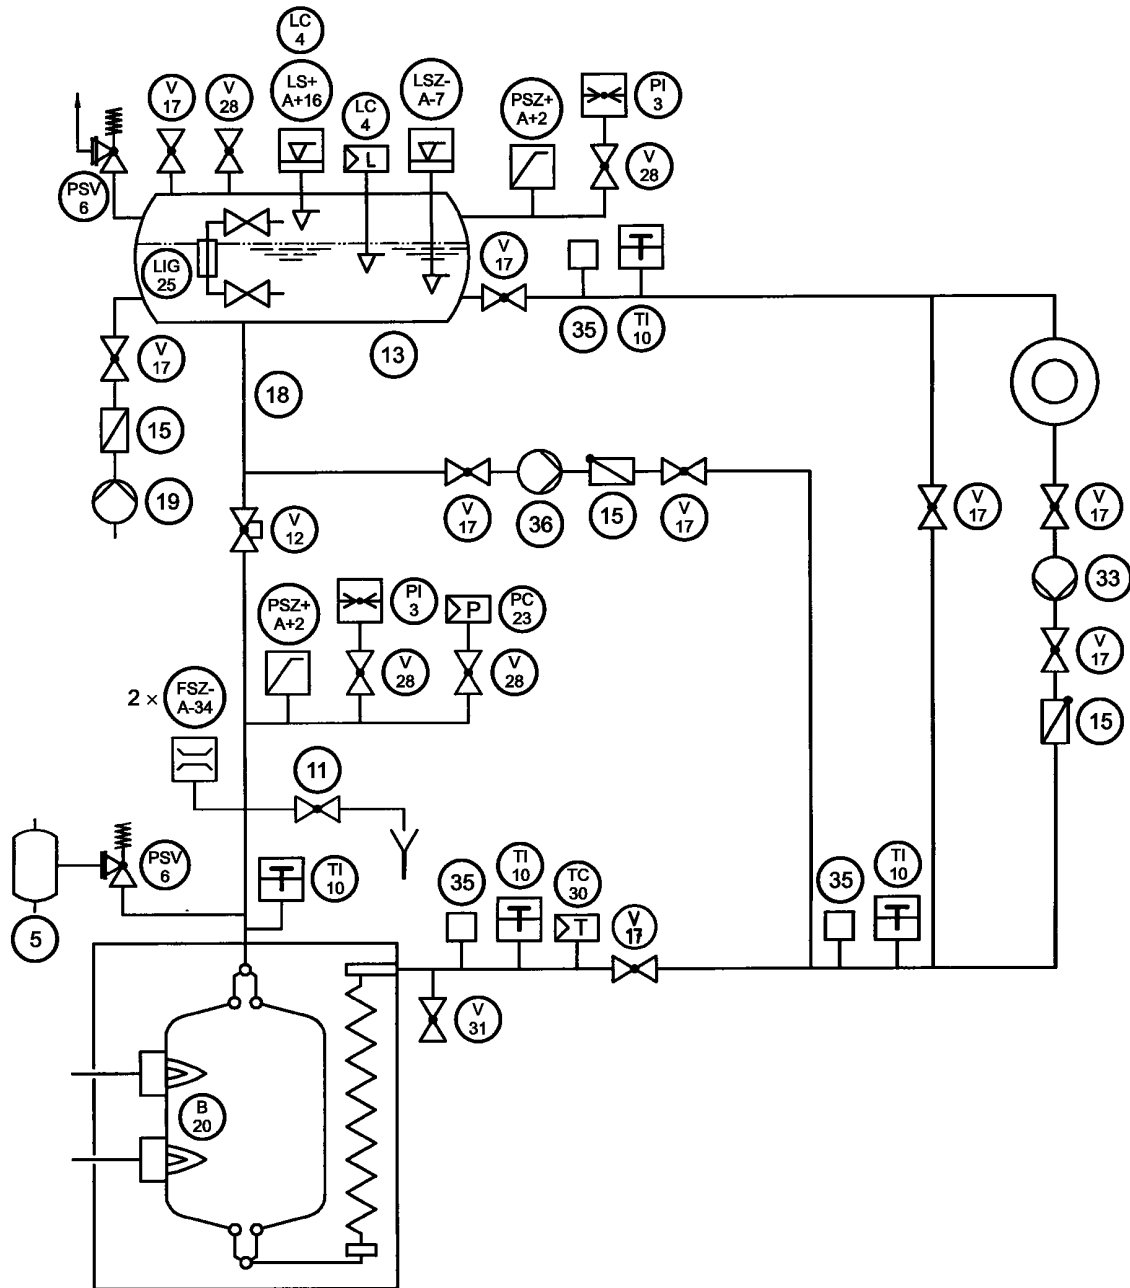 LC
4
V
17
V
28
LS+
A+16
LC
4
LSZ-
A-7
PSZ+
A+2
PI
3
L
PSV
6
V
28
LIG
25
V
17
T
35
TI
10
13
V
17
18
15
19
V
17
36
15
V
17
V
17
V
17
V
12
33
PSZ+
A+2
PI
3
P
PC
23
V
17
V
28
V
28
2 × FSZ-
A-34
15
11
PSV
6
T
TI
10
5
35
TI
10
TC
30
T
T
V
17
35
TI
10
T
V
31
B
20